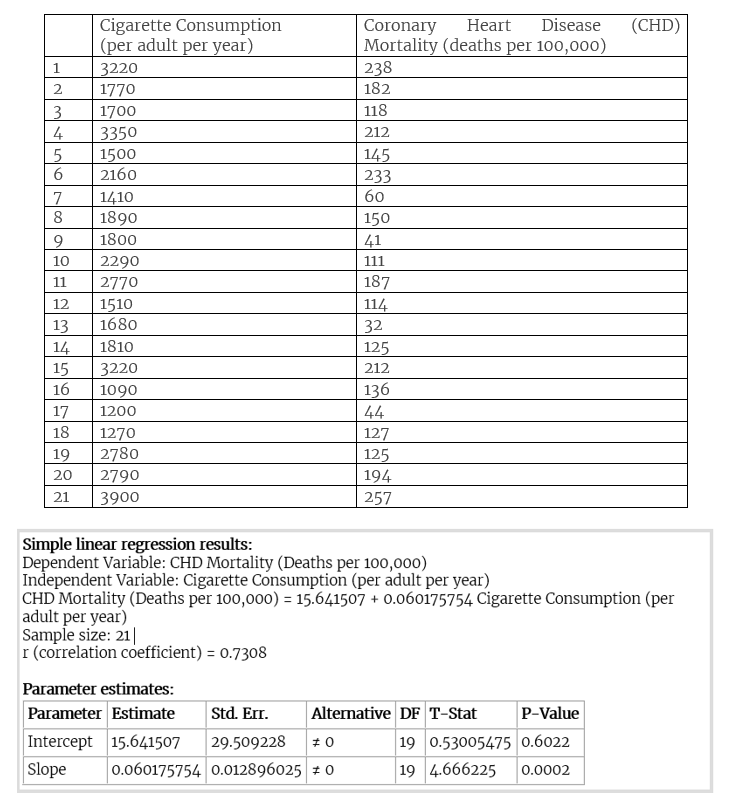 Cigarette Consumption (per adult per year) Coronary Heart Disease (CHD) Mortality (deaths per 100,000)
1 3220 238
2 1770 182
3 1700 118
4 3350 212
5 1500 145
6 2160 233
7 1410 60
8 1890 150
9 1800 41
10 2290 111
11 2770 187
12 1510 114
13 1680 32
14 1810 125
15 3220 212
16 1090 136
17 1200 44
18 1270 127
19 2780 125
20 2790 194
21 3900 257
Simple linear regression results:
Dependent Variable: CHD Mortality (Deaths per 100,000)
Independent Variable: Cigarette Consumption (per adult per year)
CHD Mortality (Deaths per 100,000) = 15.641507 + 0.060175754 Cigarette Consumption (per
adult per year)
Sample size: 21
r (correlation coefficient) = 0.7308
Parameter estimates:
Parameter Estimate Std. Err. Alternative DF T-Stat P-Value
Intercept 15.641507 29.509228 ≠ 0 19 0.53005475 0.6022
Slope 0.060175754 0.012896025 ≠ 0 19 4.666225 0.0002